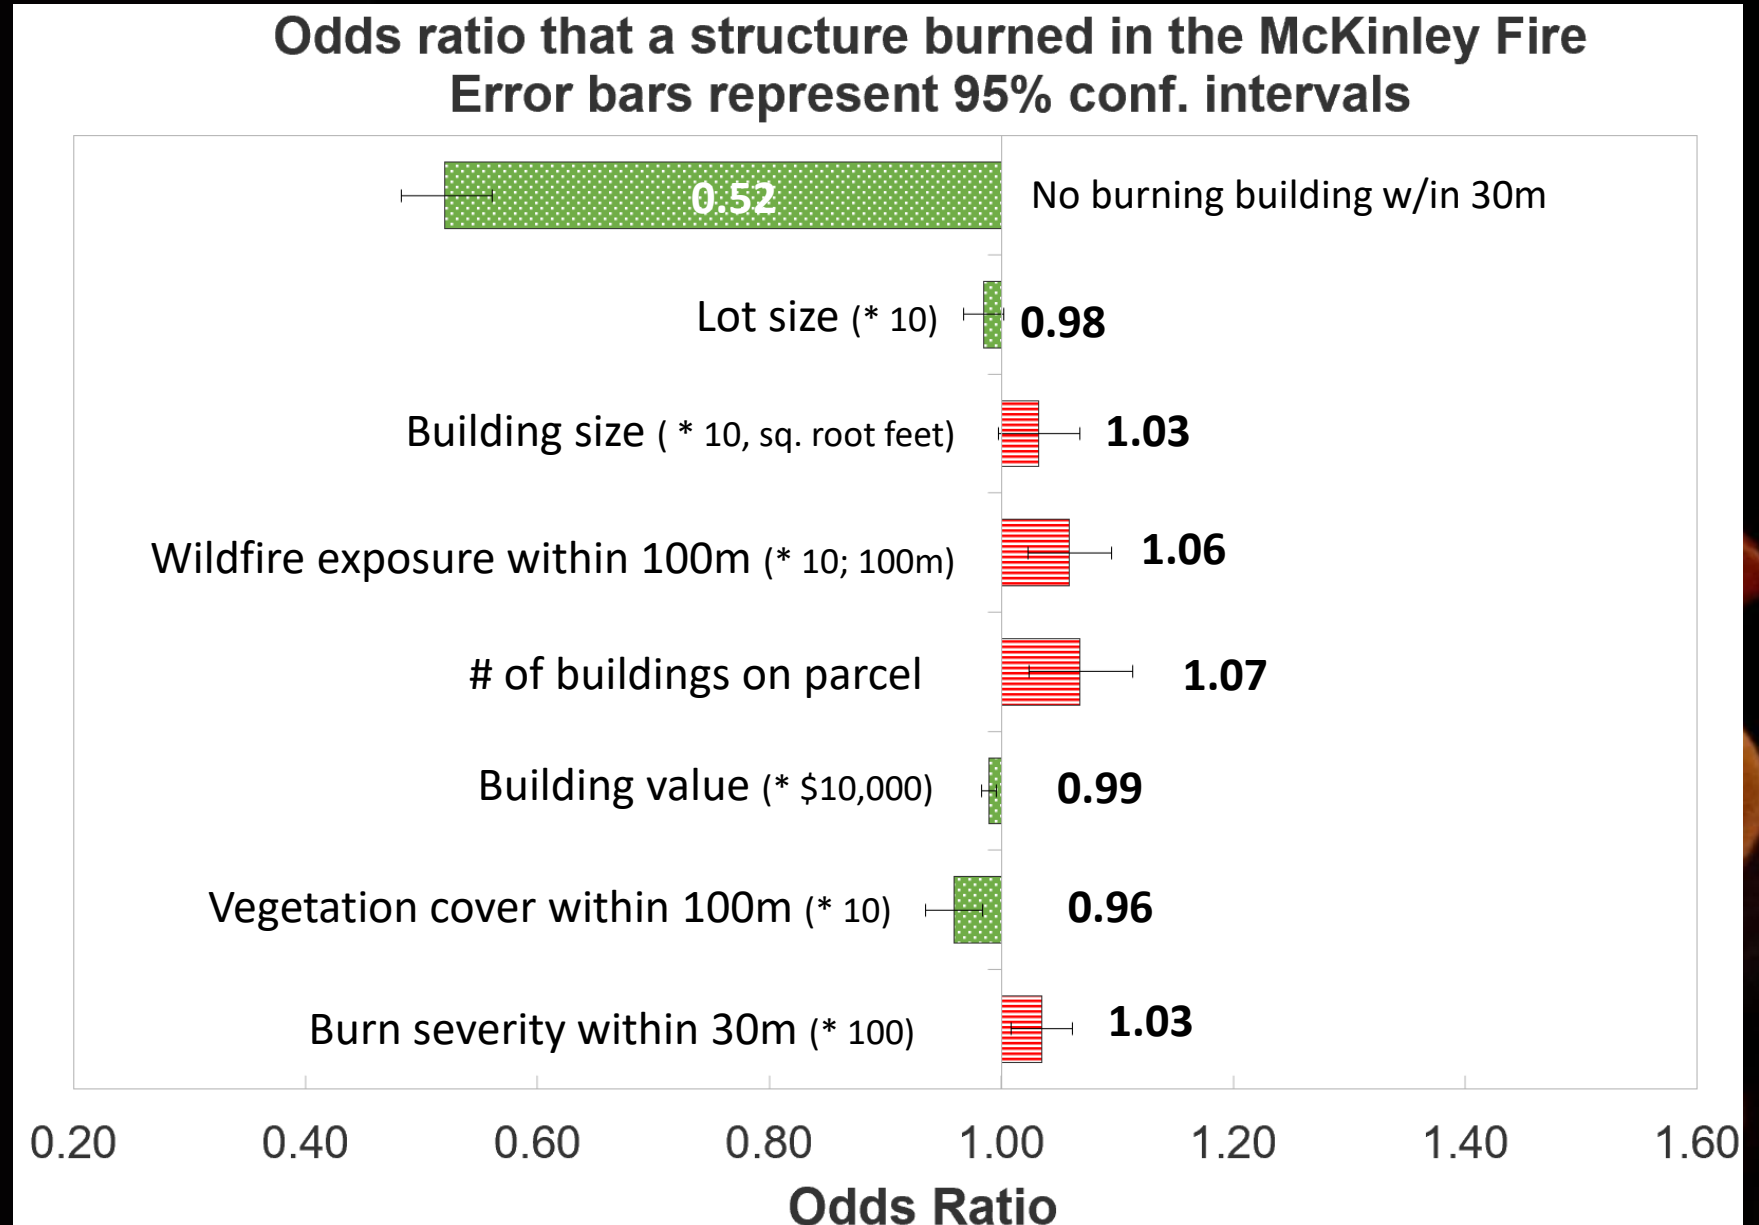 Odds ratio that a structure burned in the McKinley Fire
Error bars represent 95% conf. intervals
0.52 No burning building w/in 30m
Lot size (* 10) 0.98
Building size ( * 10, sq. root feet) 1.03
Wildfire exposure within 100m (* 10; 100m) 1.06
# of buildings on parcel 1.07
Building value (* $10,000) 0.99
Vegetation cover within 100m (* 10) 0.96
Burn severity within 30m (* 100) 1.03
0.20 0.40 0.60 0.80 1.00 1.20 1.40 1.60
Odds Ratio